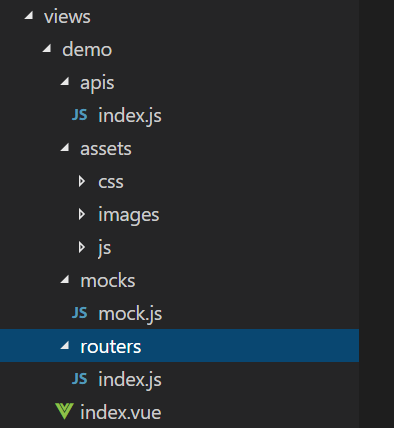 views
demo
apis
JS index.js
assets
css
images
js
mocks
JS mock.js
routers
JS index.js
index.vue